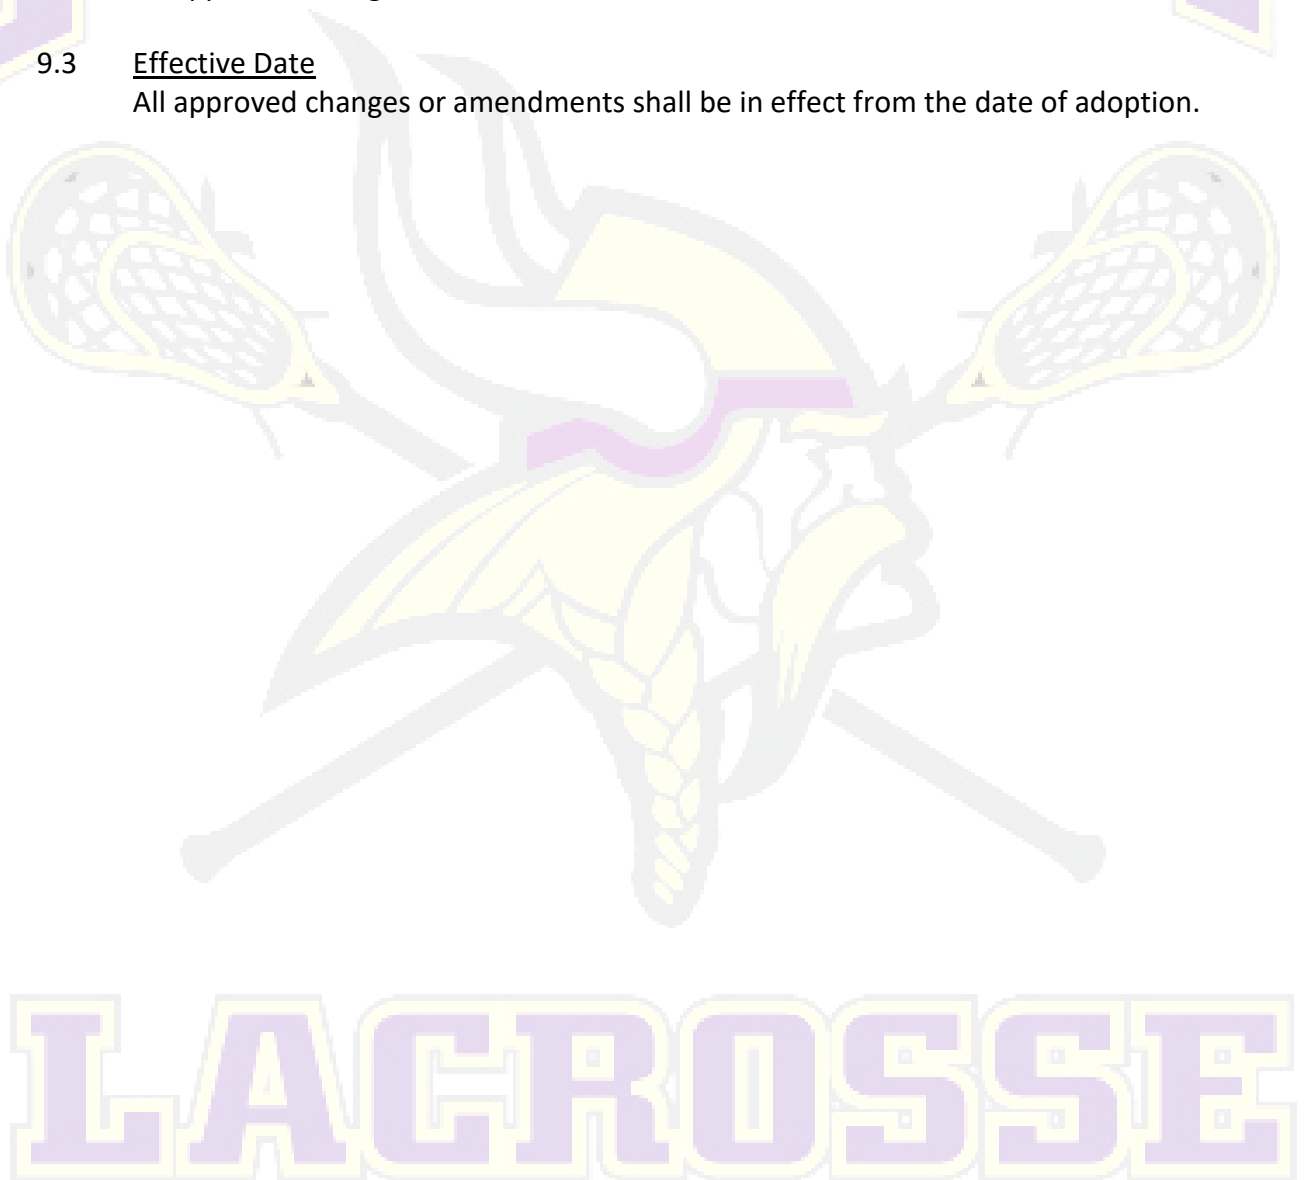 9.3 Effective Date
All approved changes or amendments shall be in effect from the date of adoption.
LACROSSE